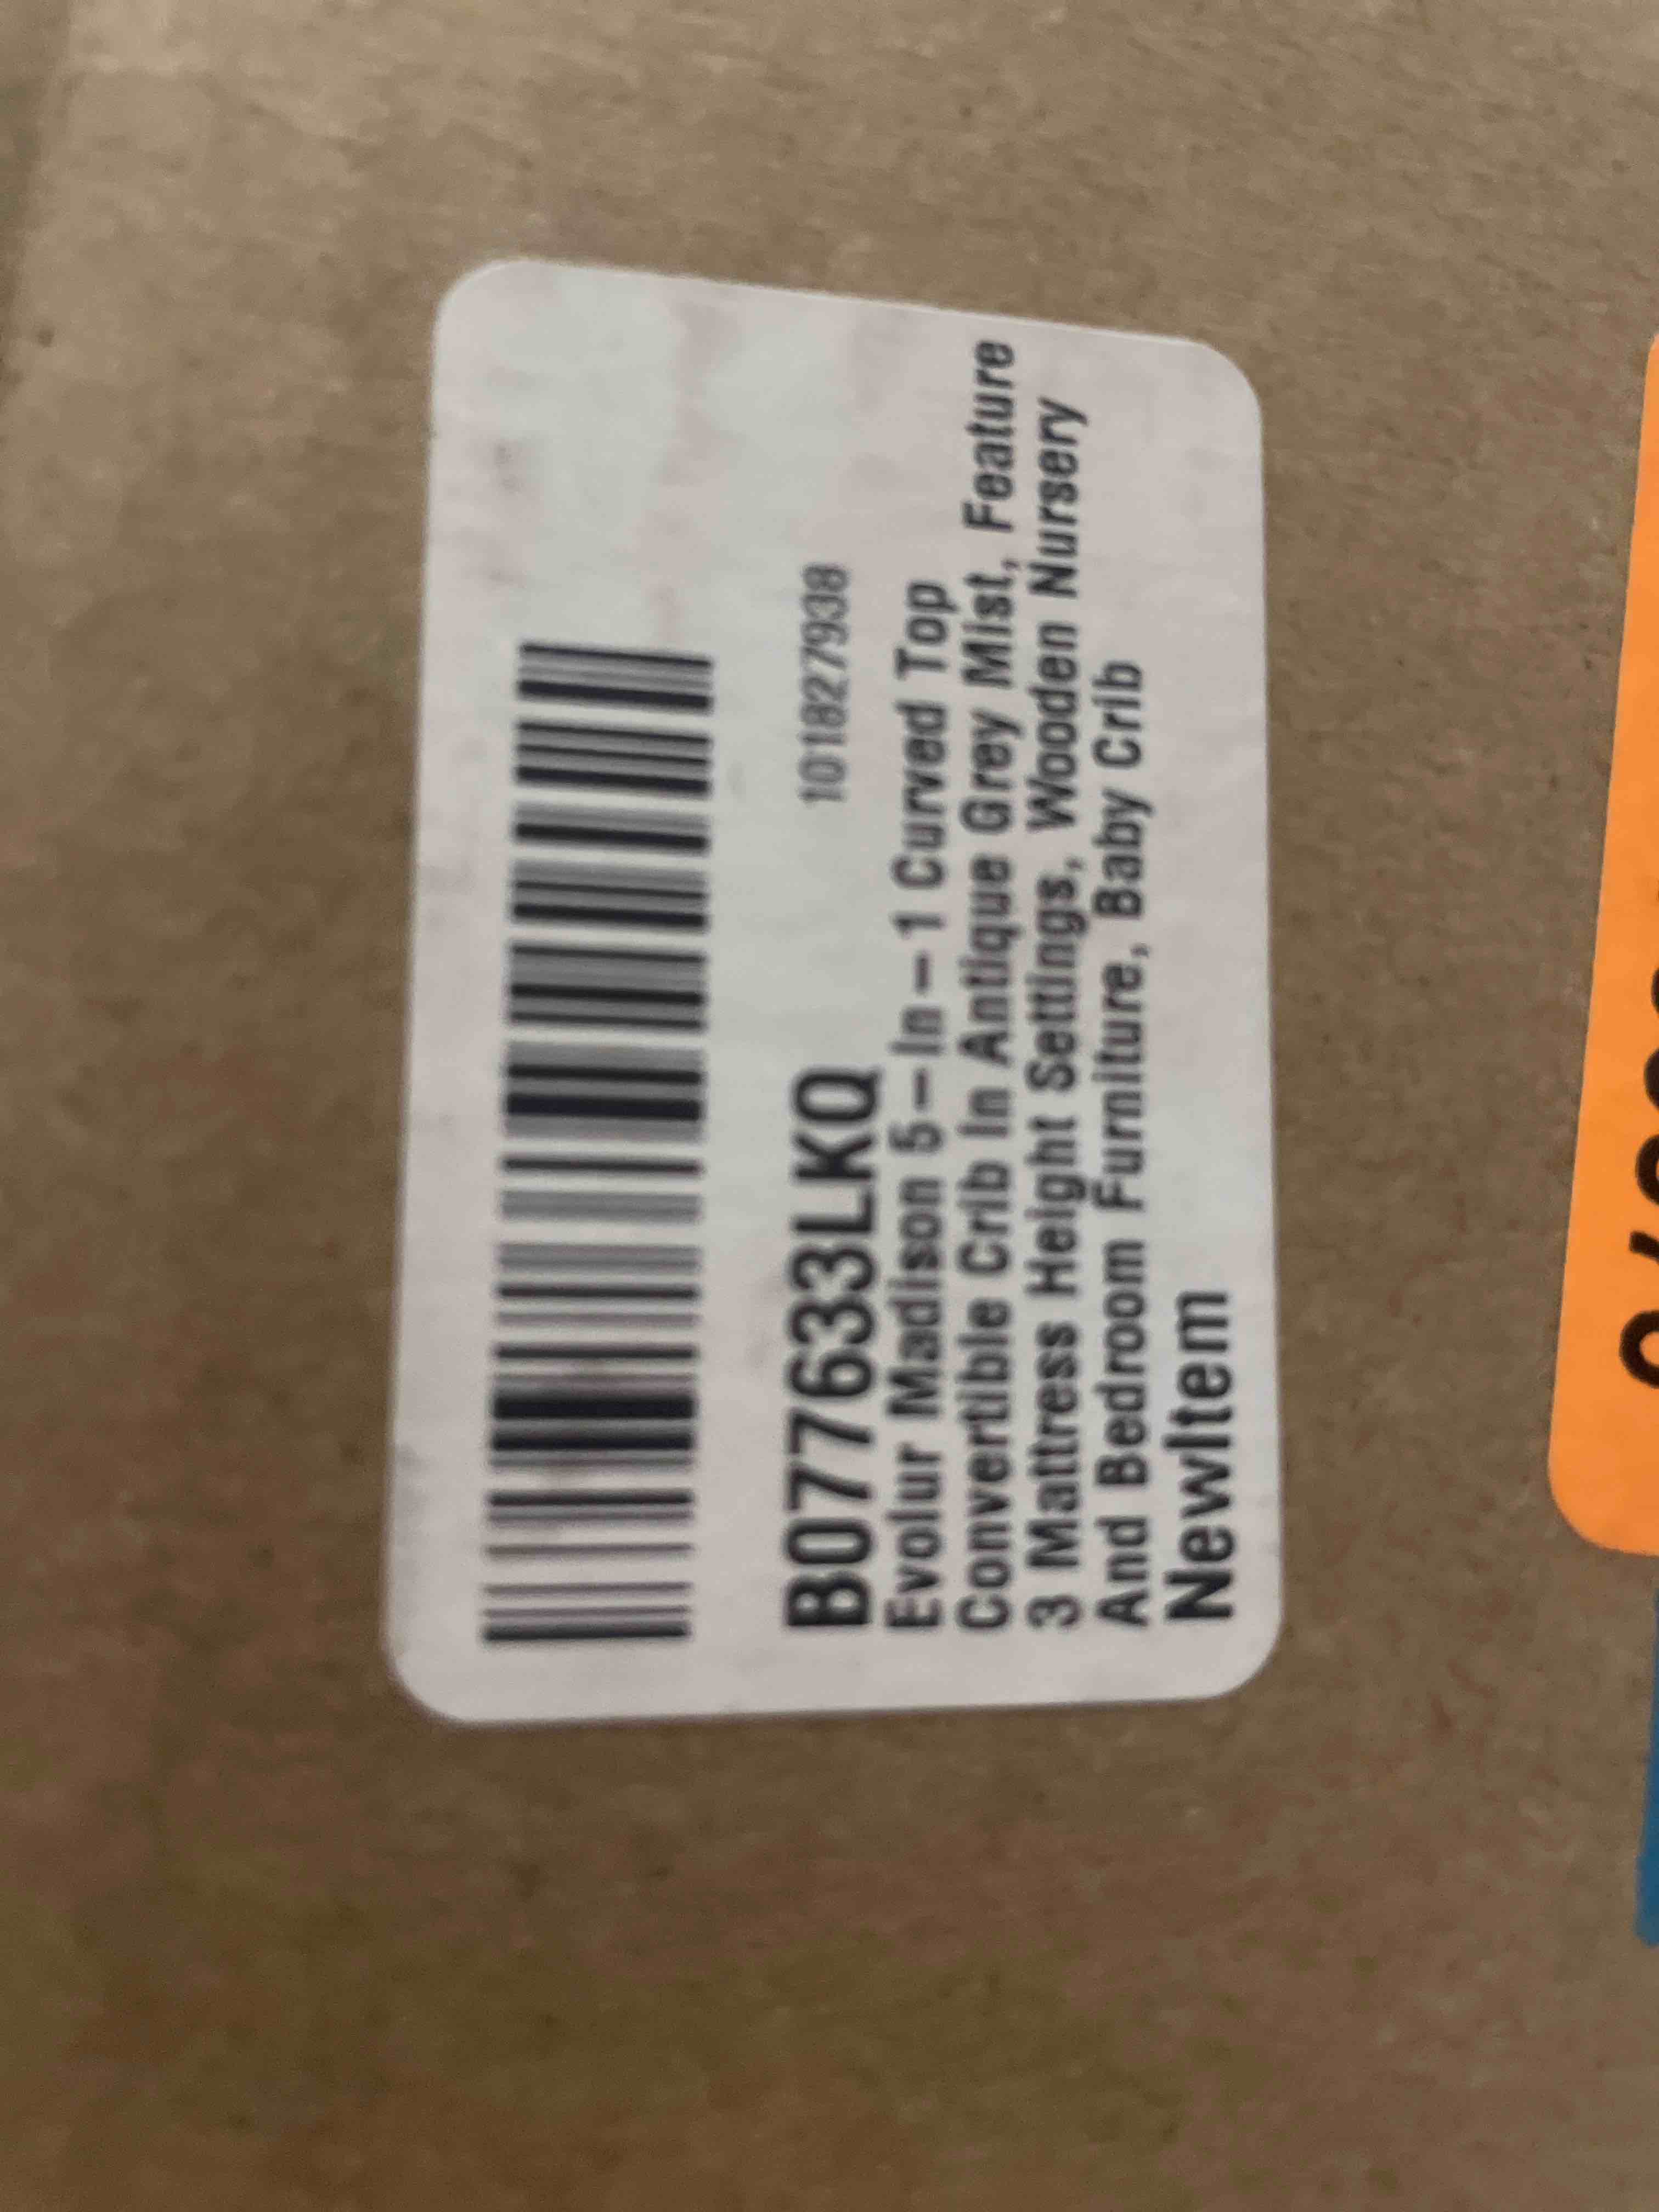 B077633LKQ 101827938
Evolur Madison 5-In-1 Curved Top
Convertible Crib In Antique Grey Mist, Feature
3 Mattress Height Settings, Wooden Nursery
And Bedroom Furniture, Baby Crib
NewItem